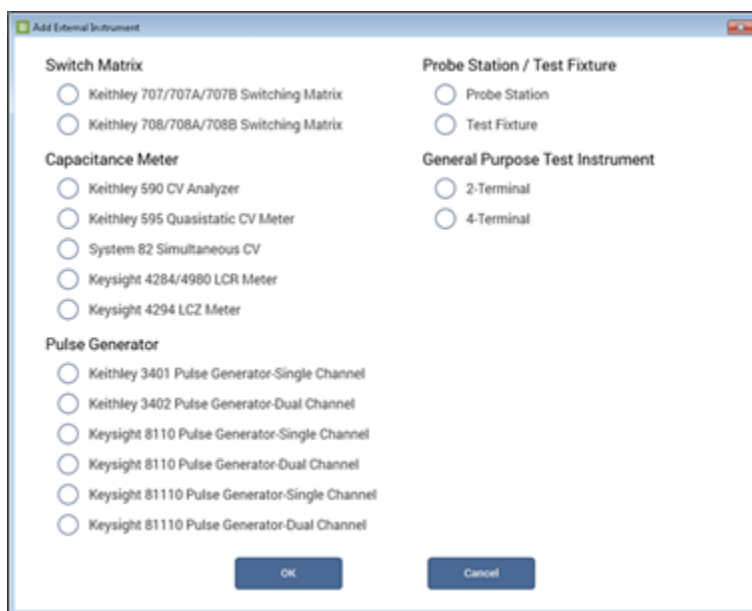 Add External Instrument
Switch Matrix
Keithley 707/707A/707B Switching Matrix
Keithley 708/708A/708B Switching Matrix
Capacitance Meter
Keithley 590 CV Analyzer
Keithley 595 Quasistatic CV Meter
System 82 Simultaneous CV
Keysight 4284/4980 LCR Meter
Keysight 4294 LCZ Meter
Pulse Generator
Keithley 3401 Pulse Generator-Single Channel
Keithley 3402 Pulse Generator-Dual Channel
Keysight 8110 Pulse Generator-Single Channel
Keysight 8110 Pulse Generator-Dual Channel
Keysight 81110 Pulse Generator-Single Channel
Keysight 81110 Pulse Generator-Dual Channel
Probe Station / Test Fixture
Probe Station
Test Fixture
General Purpose Test Instrument
2-Terminal
4-Terminal
OK
Cancel